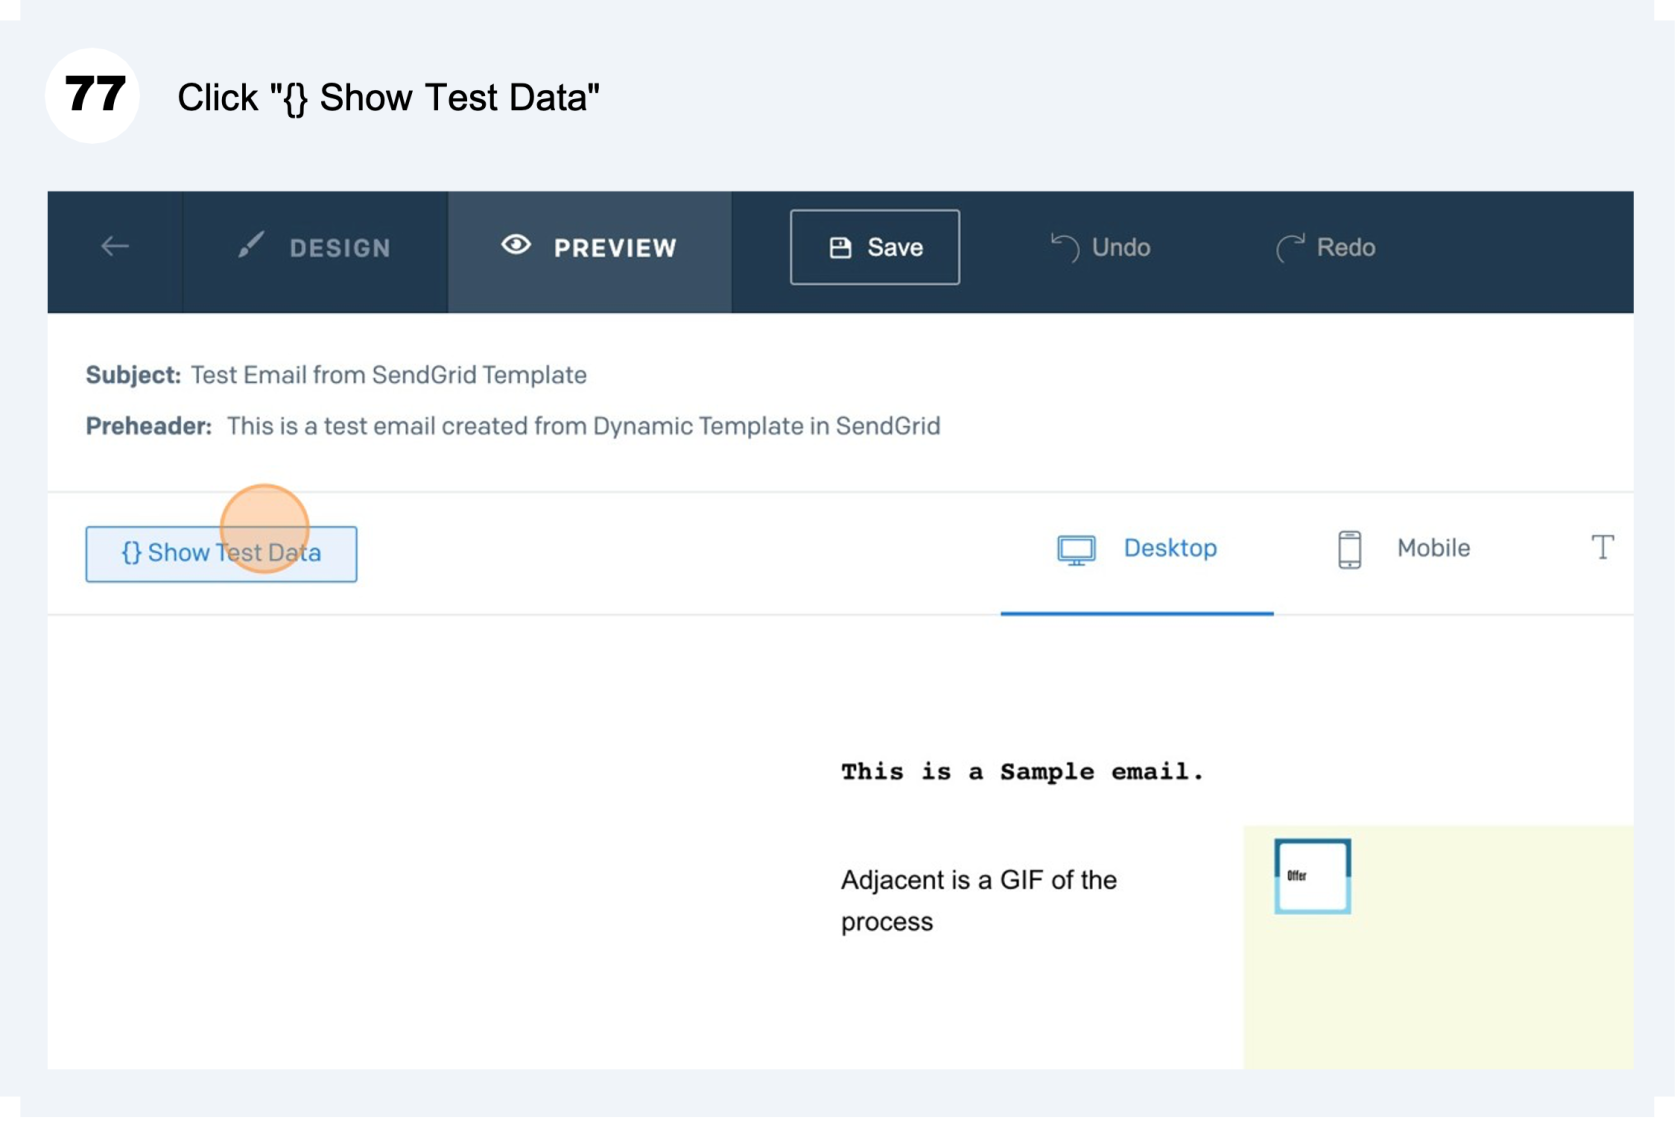 77 Click "{} Show Test Data"
DESIGN PREVIEW Save Undo Redo
Subject: Test Email from SendGrid Template
Preheader: This is a test email created from Dynamic Template in SendGrid
{} Show Test Data Desktop Mobile T
This is a Sample email.
Offer
Adjacent is a GIF of the
process